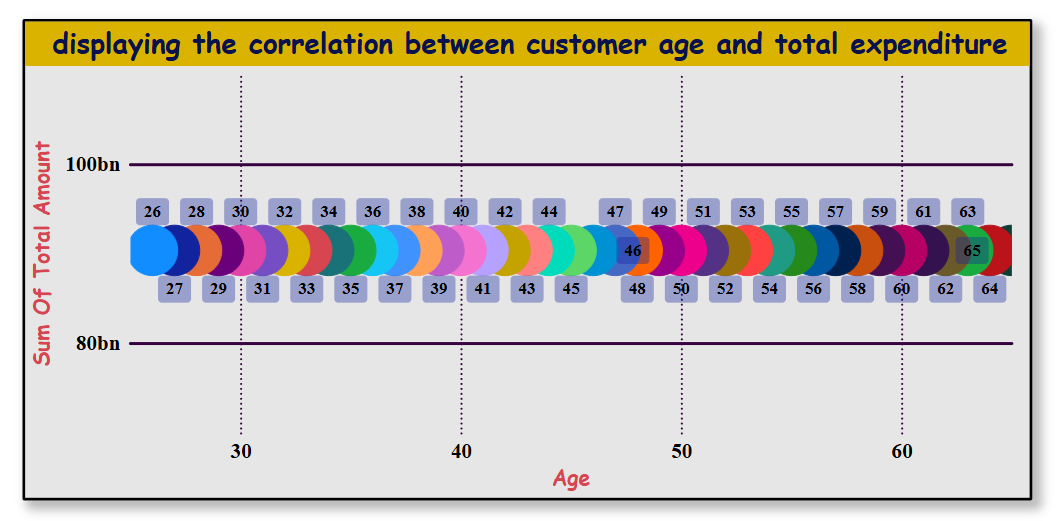 displaying the correlation between customer age and total expenditure
Sum Of Total Amount
100bn
26 28 30 32 34 36 38 40 42 44 47 49 51 53 55 57 59 61 63
46 65
27 29 31 33 35 37 39 41 43 45 48 50 52 54 56 58 60 62 64
80bn
30 40 50 60
Age